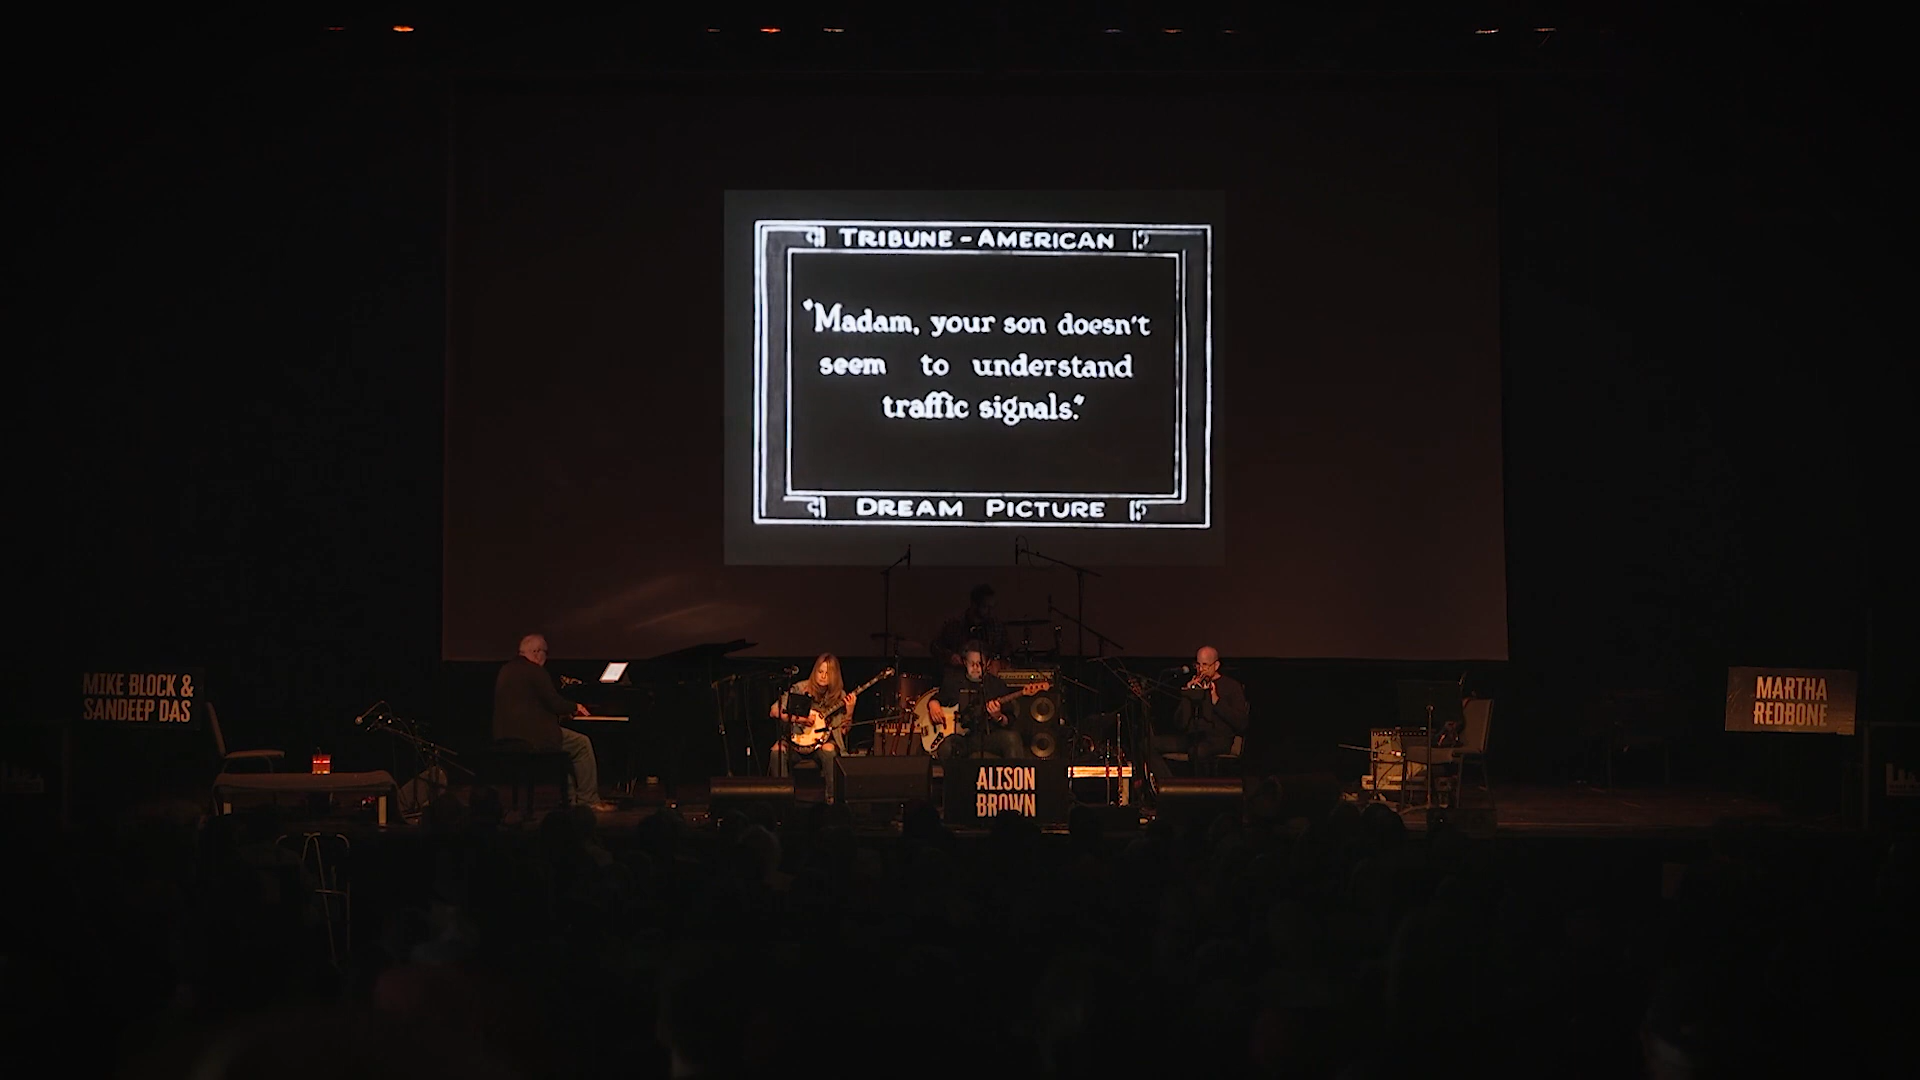 TRIBUNE - AMERICAN
"Madam, your son doesn't
seem to understand
traffic signals."
DREAM PICTURE
MIKE BLOCK &
SANDEEP DAS
ALISON
BROWN
MARTHA
REDBONE